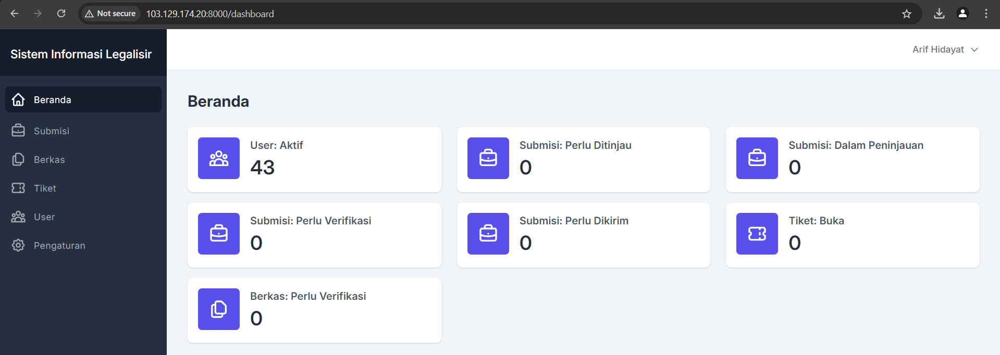 Not secure 103.129.174.20:8000/dashboard
Sistem Informasi Legalisir
Arif Hidayat
Beranda
Submisi
Berkas
Tiket
User
Pengaturan
Beranda
User: Aktif
43
Submisi: Perlu Ditinjau
0
Submisi: Dalam Peninjauan
0
Submisi: Perlu Verifikasi
0
Submisi: Perlu Dikirim
0
Tiket: Buka
0
Berkas: Perlu Verifikasi
0